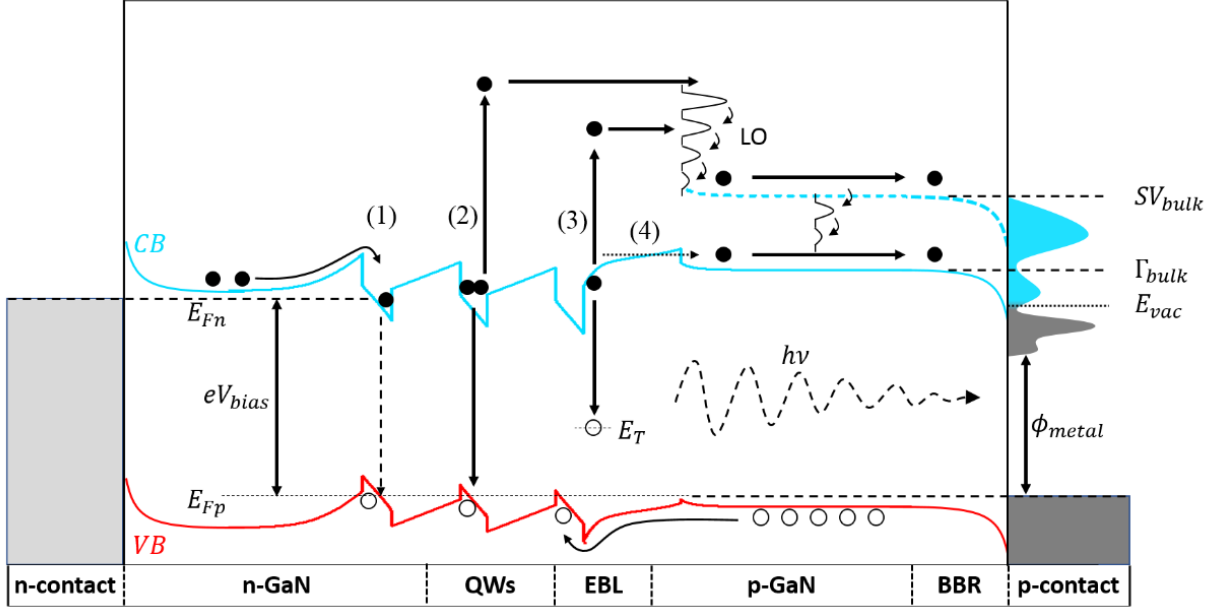 LO
SV_bulk
(1) (2) (3) (4)
CB
Γ_bulk
E_Fn
E_vac
hν
eV_bias
E_T
ϕ_metal
E_Fp
VB
n-contact n-GaN QWs EBL p-GaN BBR p-contact